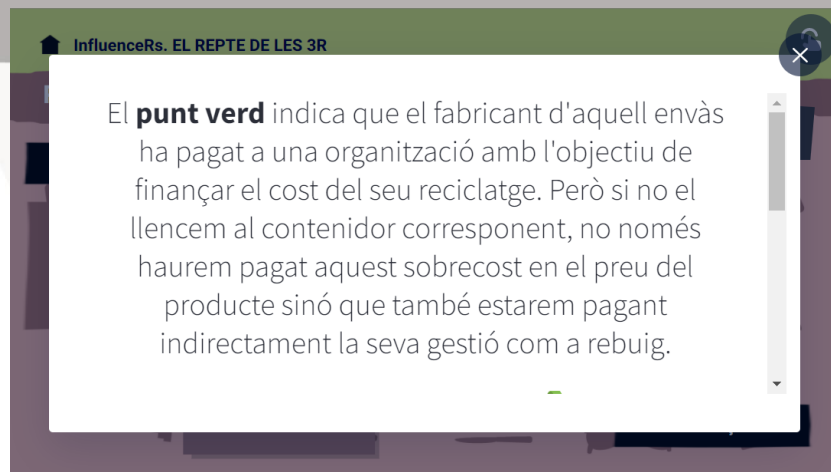 InfluenceRs. EL REPTE DE LES 3R
El punt verd indica que el fabricant d'aquell envàs
ha pagat a una organització amb l'objectiu de
finançar el cost del seu reciclatge. Però si no el
llencem al contenidor corresponent, no només
haurem pagat aquest sobrecost en el preu del
producte sinó que també estarem pagant
indirectament la seva gestió com a rebuig.